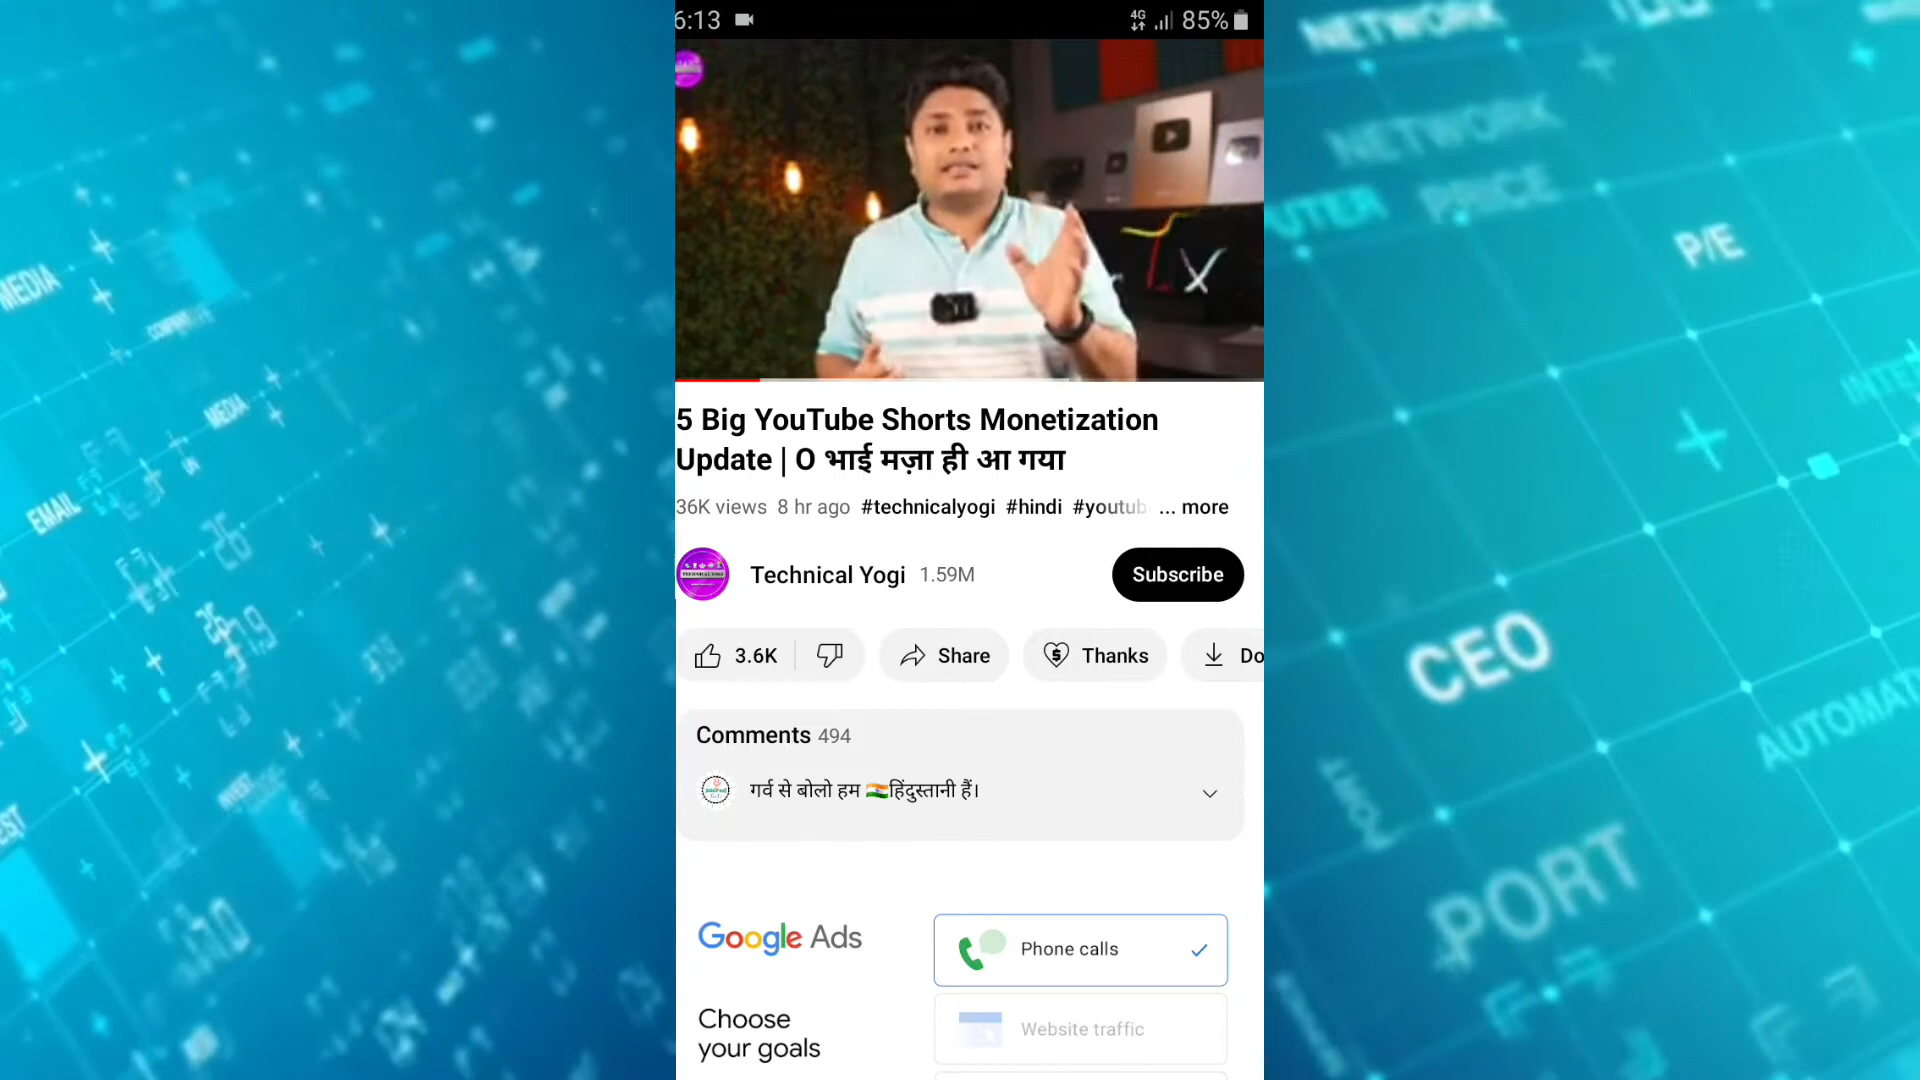 6:13
4G
85%
5 Big YouTube Shorts Monetization
Update | O भाई मज़ा ही आ गया
36K views 8 hr ago #technicalyogi #hindi #youtub ... more
Technical Yogi 1.59M
Subscribe
3.6K
Share
Thanks
Do
Comments 494
गर्व से बोलो हम 🇮🇳हिंदुस्तानी हैं।
Google Ads
Phone calls
Choose
your goals
Website traffic
MEDIA
MEDIA
EMAIL
NETWORK
NETWORK
PRICE
P/E
CEO
PORT